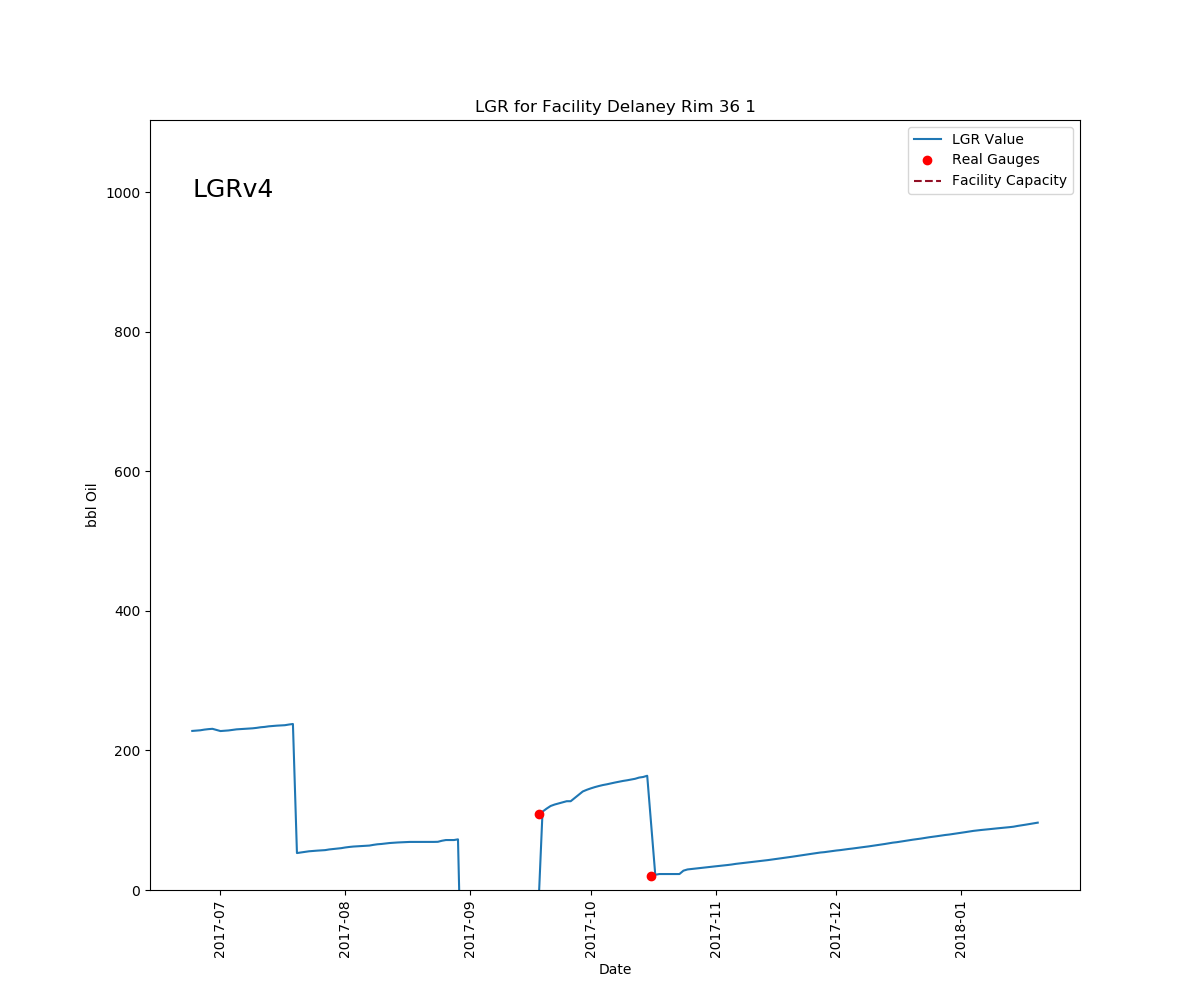 LGR for Facility Delaney Rim 36 1
LGRv4
LGR Value
Real Gauges
Facility Capacity
1000
800
600
400
200
0
bbl Oil
2017-07
2017-08
2017-09
2017-10
2017-11
2017-12
2018-01
Date